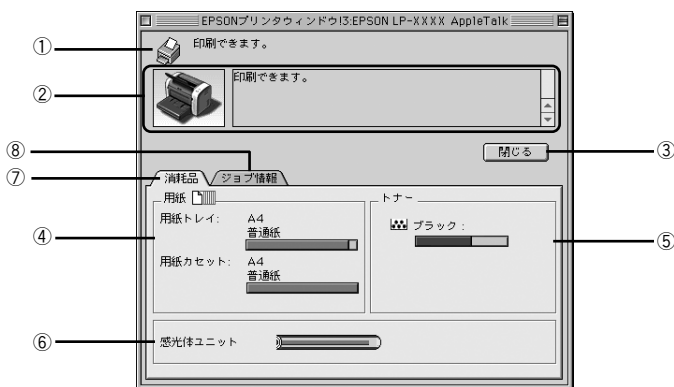 EPSONプリンタウィンドウ!3:EPSON LP-XXXX AppleTalk
①
印刷できます。
②
印刷できます。
③
閉じる
⑧
⑦
消耗品
ジョブ情報
用紙
用紙トレイ: A4
普通紙
④
用紙カセット: A4
普通紙
トナー
ブラック:
⑤
⑥
感光体ユニット